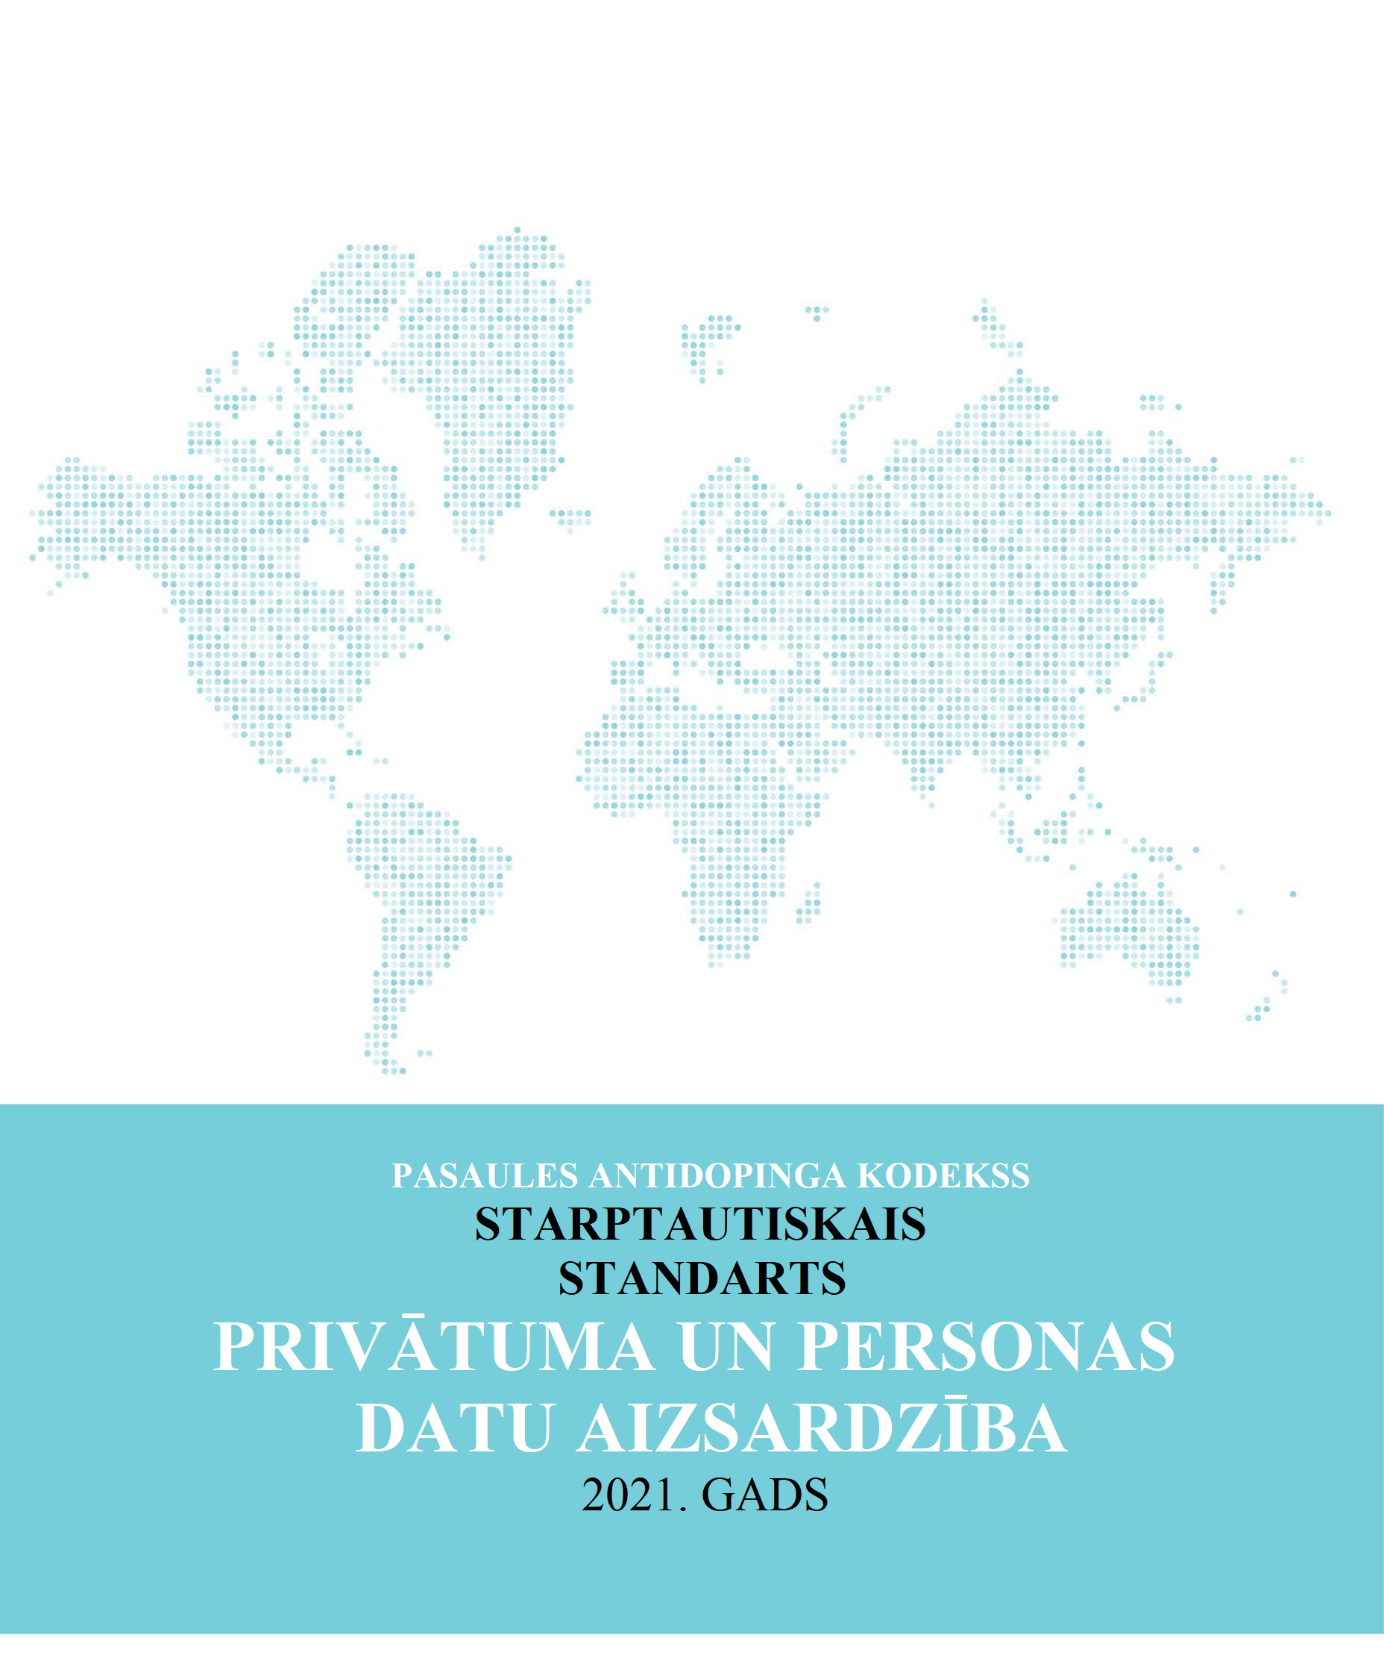 PASAULES ANTIDOPINGA KODEKSS
STARPTAUTISKAIS
STANDARTS
PRIVĀTUMA UN PERSONAS
DATU AIZSARDZĪBA
2021. GADS